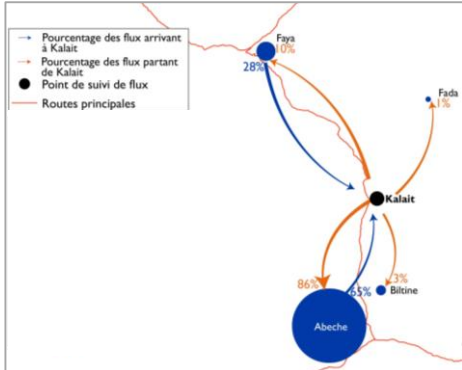 Pourcentage des flux arrivant
à Kalait
Pourcentage des flux partant
de Kalait
Point de suivi de flux
Routes principales
Faya
10%
28%
Fada
1%
Kalait
86%
65%
3%
Biltine
Abeche